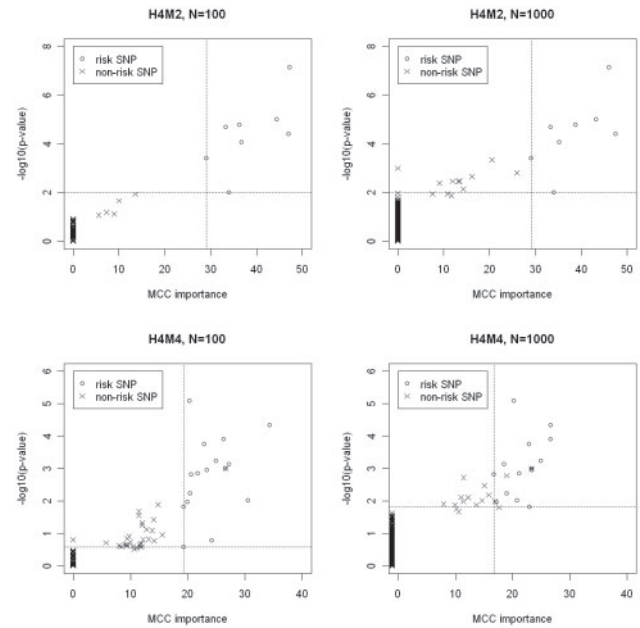 H4M2, N=100
-log10(p-value)
8
6
4
2
0
risk SNP
non-risk SNP
0 10 20 30 40 50
MCC importance
H4M2, N=1000
-log10(p-value)
8
6
4
2
0
risk SNP
non-risk SNP
0 10 20 30 40 50
MCC importance
H4M4, N=100
-log10(p-value)
6
5
4
3
2
1
0
risk SNP
non-risk SNP
0 10 20 30 40
MCC importance
H4M4, N=1000
-log10(p-value)
6
5
4
3
2
1
0
risk SNP
non-risk SNP
0 10 20 30 40
MCC importance